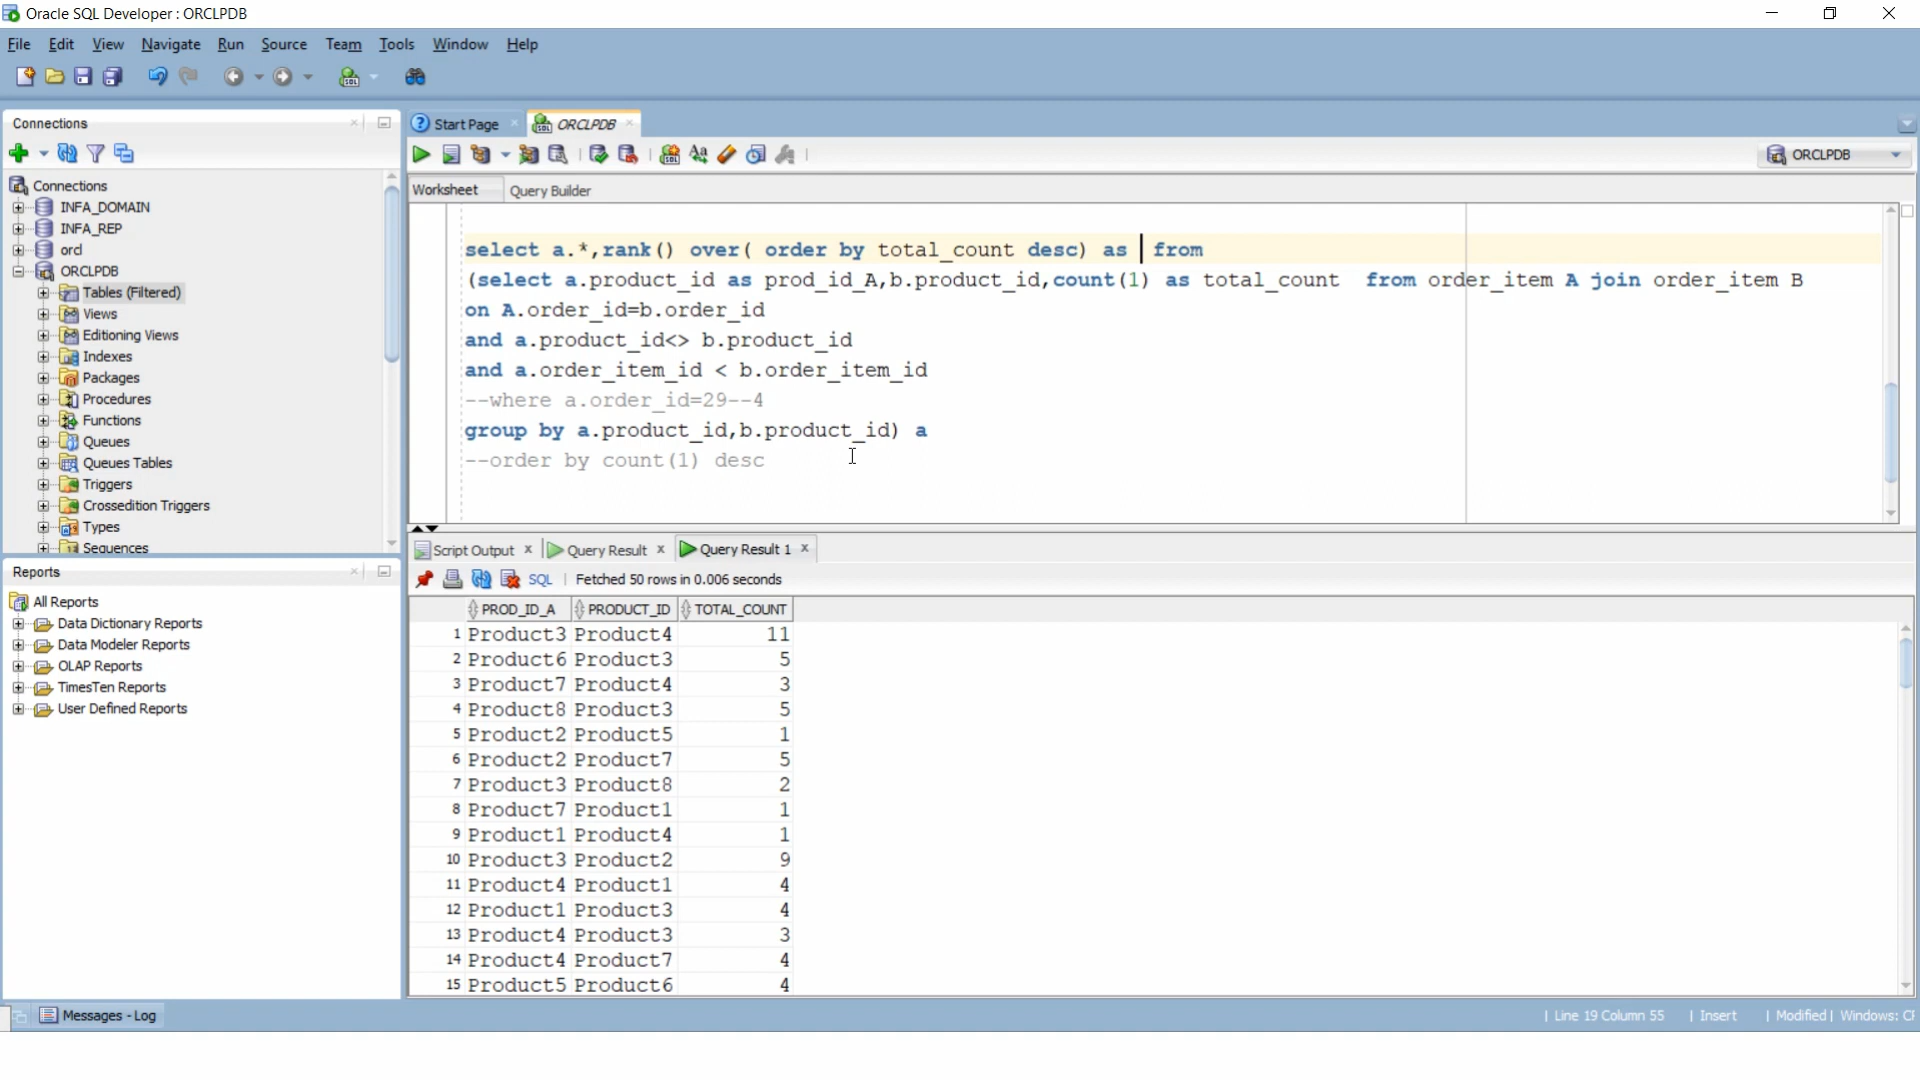 Oracle SQL Developer : ORCLPDB
File Edit View Navigate Run Source Team Tools Window Help
Connections
Start Page
ORCLPDB
ORCLPDB
Worksheet Query Builder
Connections
INFA_DOMAIN
INFA_REP
orcl
ORCLPDB
Tables (Filtered)
Views
Editioning Views
Indexes
Packages
Procedures
Functions
Queues
Queues Tables
Triggers
Crossedition Triggers
Types
Sequences
select a.*,rank() over( order by total_count desc) as from
(select a.product_id as prod_id_A,b.product_id,count(1) as total_count from order_item A join order_item B
on A.order_id=b.order_id
and a.product_id<> b.product_id
and a.order_item_id < b.order_item_id
--where a.order_id=29--4
group by a.product_id,b.product_id) a
--order by count(1) desc
Script Output Query Result Query Result 1
SQL Fetched 50 rows in 0.006 seconds
PROD_ID_A PRODUCT_ID TOTAL_COUNT
1 Product3 Product4 11
2 Product6 Product3 5
3 Product7 Product4 3
4 Product8 Product3 5
5 Product2 Product5 1
6 Product2 Product7 5
7 Product3 Product8 2
8 Product7 Product1 1
9 Product1 Product4 1
10 Product3 Product2 9
11 Product4 Product1 4
12 Product1 Product3 4
13 Product4 Product3 3
14 Product4 Product7 4
15 Product5 Product6 4
Reports
All Reports
Data Dictionary Reports
Data Modeler Reports
OLAP Reports
TimesTen Reports
User Defined Reports
Messages - Log
Line 19 Column 55 Insert Modified Windows: